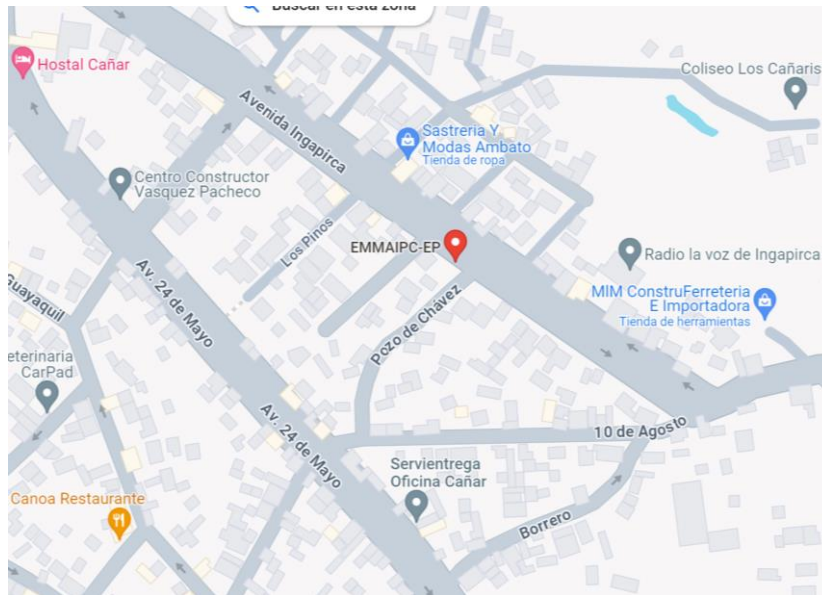 Buscar en esta zona
Hostal Cañar
Coliseo Los Cañaris
Avenida Ingapirca
Sastreria Y
Modas Ambato
Tienda de ropa
Centro Constructor
Vasquez Pacheco
Los Pinos
EMMAIPC-EP
Radio la voz de Ingapirca
MIM ConstruFerreteria
E Importadora
Tienda de herramientas
Av. 24 de Mayo
Guayaquil
Pozo de Chávez
eterinaria
CarPad
Av. 24 de Mayo
10 de Agosto
Servientrega
Oficina Cañar
Canoa Restaurante
Borrero